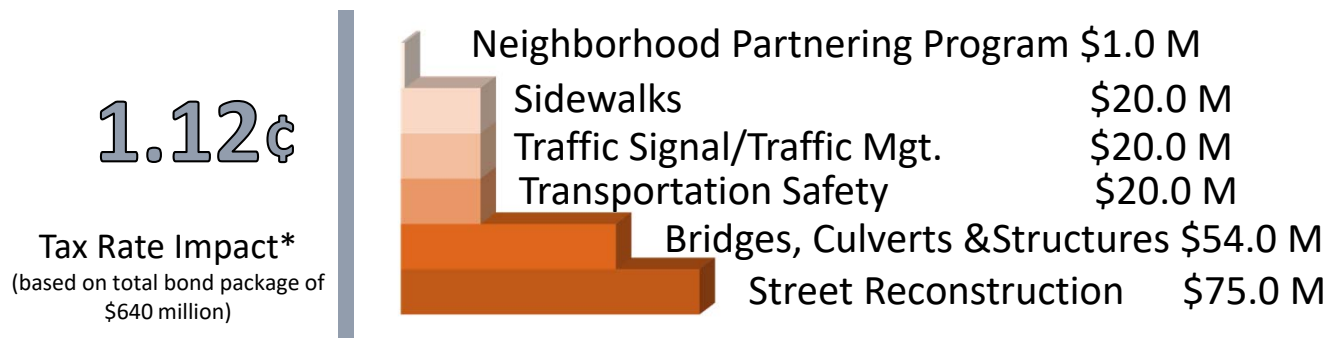 1.12¢
Tax Rate Impact*
(based on total bond package of
$640 million)
Neighborhood Partnering Program $1.0 M
Sidewalks $20.0 M
Traffic Signal/Traffic Mgt. $20.0 M
Transportation Safety $20.0 M
Bridges, Culverts &Structures $54.0 M
Street Reconstruction $75.0 M